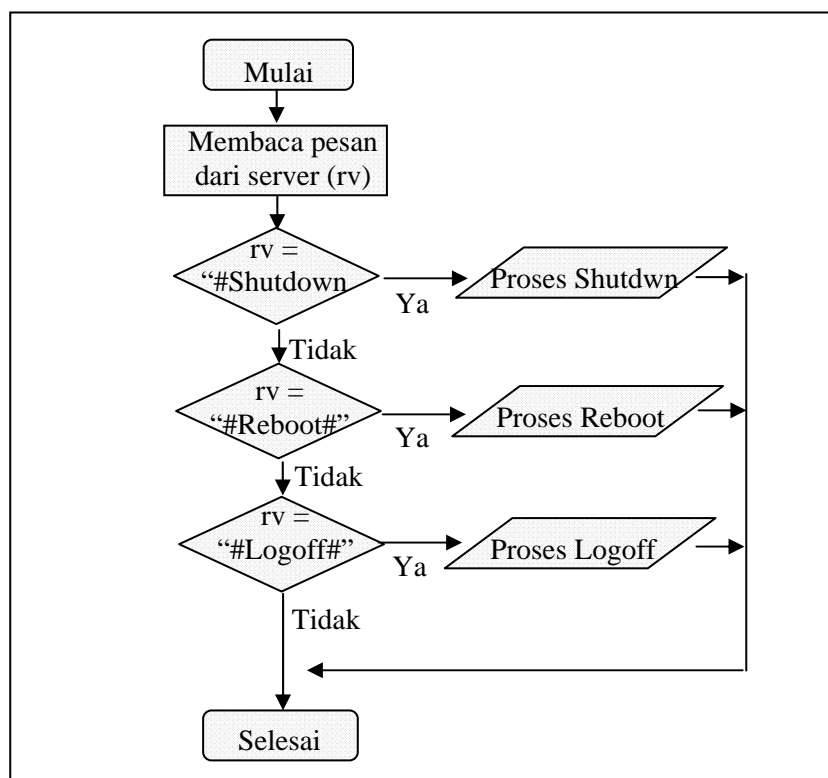 Mulai
Membaca pesan
dari server (rv)
rv =
“#Shutdown
Ya
Proses Shutdwn
Tidak
rv =
“#Reboot#”
Ya
Proses Reboot
Tidak
rv =
“#Logoff#”
Ya
Proses Logoff
Tidak
Selesai